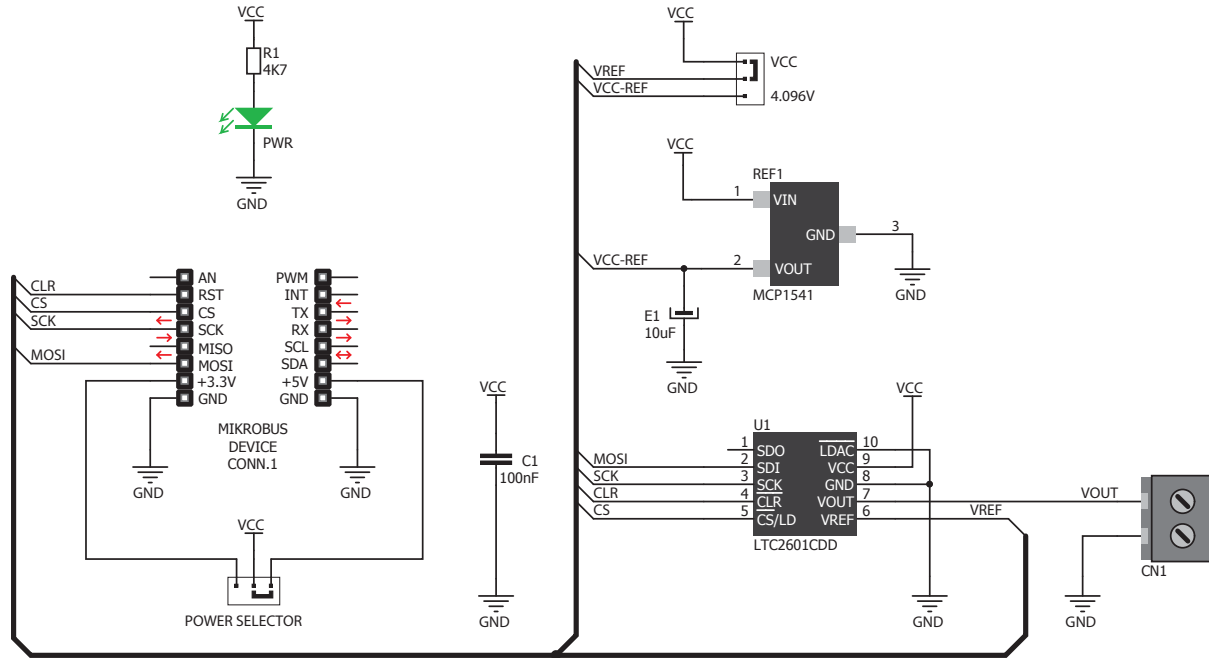 VCC
R1
4K7
PWR
GND
VCC
VREF
VCC
VCC-REF
4.096V
VCC
REF1
1
VIN
GND
3
VCC-REF
2
VOUT
MCP1541
GND
E1
10uF
GND
CLR
CS
SCK
MOSI
AN
RST
CS
SCK
MISO
MOSI
+3.3V
GND
PWM
INT
TX
RX
SCL
SDA
+5V
GND
MIKROBUS
DEVICE
CONN.1
GND
GND
VCC
POWER SELECTOR
VCC
C1
100nF
GND
VCC
U1
1
SDO
LDAC
10
MOSI
2
SDI
VCC
9
SCK
3
SCK
GND
8
CLR
4
CLR
VOUT
7
VOUT
CS
5
CS/LD
VREF
6
VREF
LTC2601CDD
GND
GND
CN1